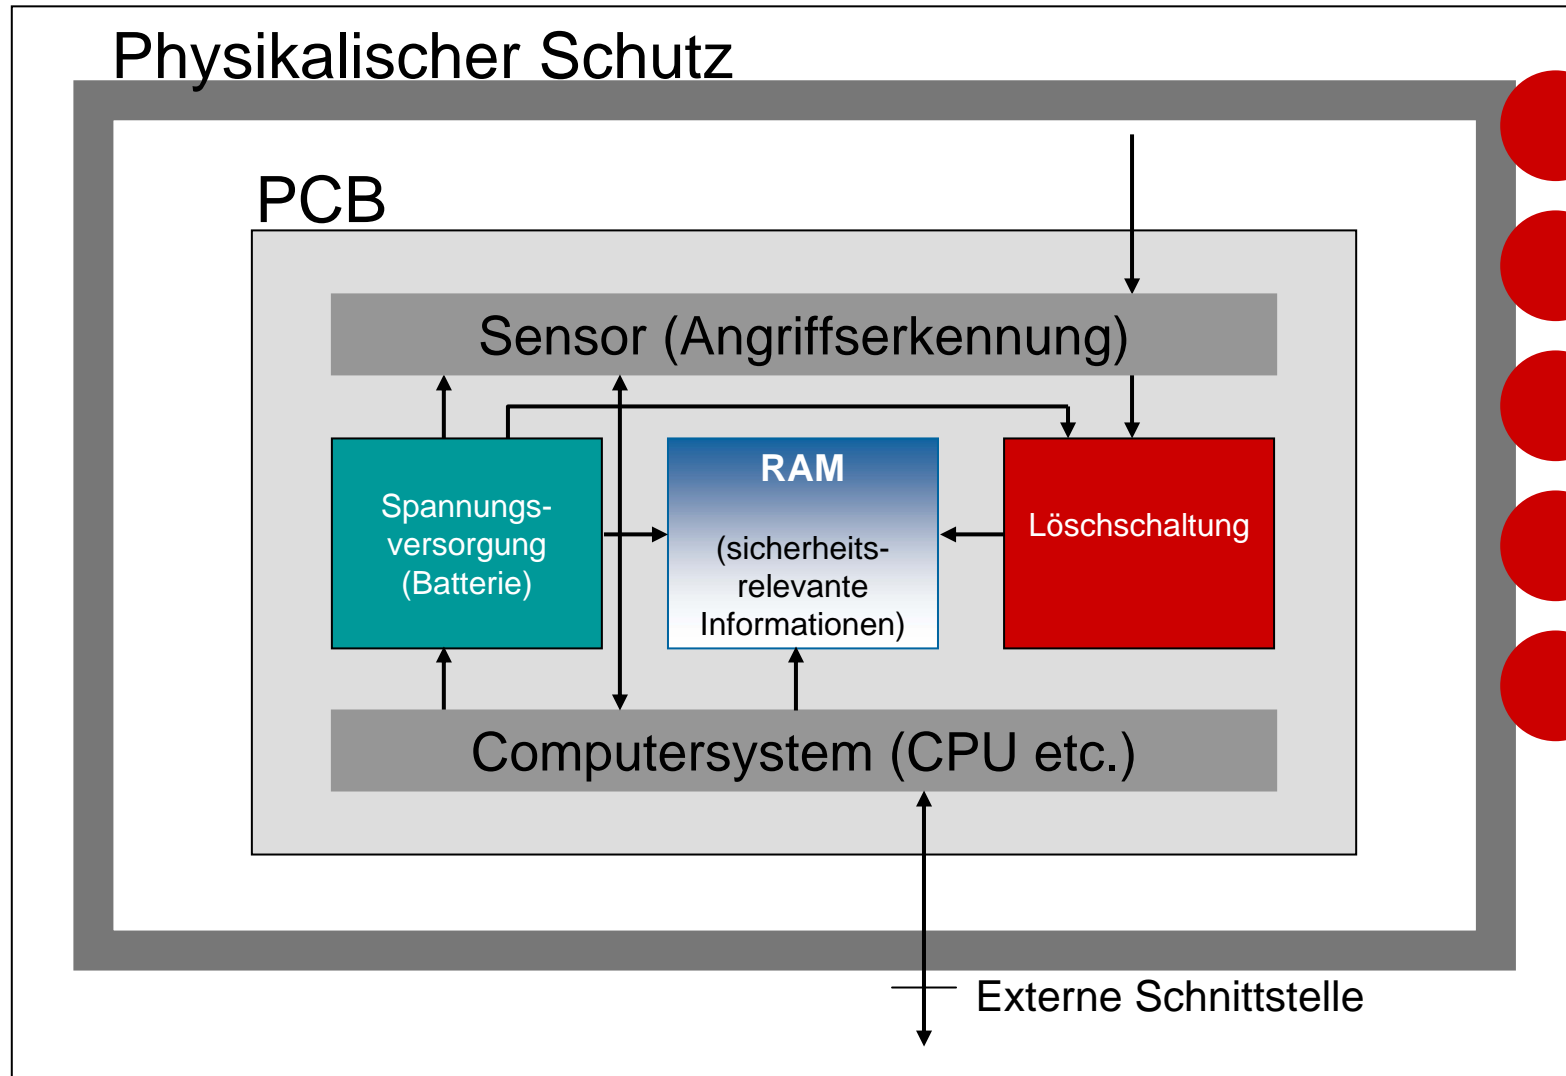 Physikalischer Schutz
PCB
Sensor (Angriffserkennung)
Spannungs-
versorgung
(Batterie)
RAM
(sicherheits-
relevante
Informationen)
Löschschaltung
Computersystem (CPU etc.)
Externe Schnittstelle